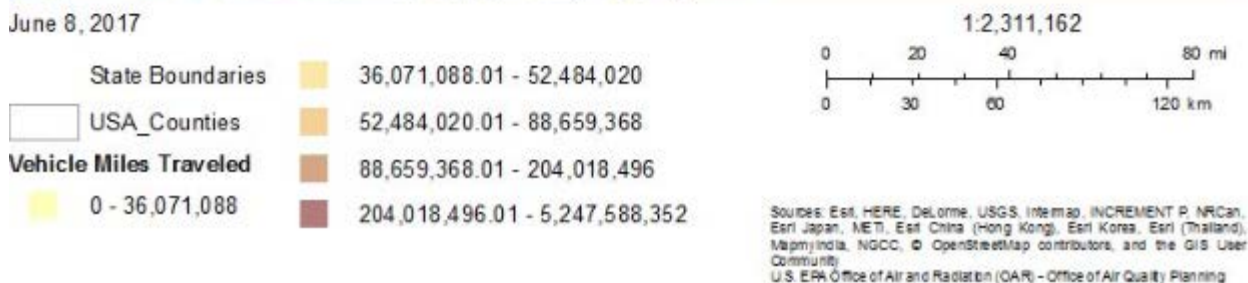 June 8, 2017
1:2,311,162
0 20 40 80 mi
0 30 60 120 km
State Boundaries
USA_Counties
Vehicle Miles Traveled
0 - 36,071,088
36,071,088.01 - 52,484,020
52,484,020.01 - 88,659,368
88,659,368.01 - 204,018,496
204,018,496.01 - 5,247,588,352
Sources: Esri, HERE, DeLorme, USGS, Intermap, INCREMENT P, NRCan,
Esri Japan, METI, Esri China (Hong Kong), Esri Korea, Esri (Thailand),
MapmyIndia, NGCC, © OpenStreetMap contributors, and the GIS User
Community
U.S. EPA Office of Air and Radiation (OAR) - Office of Air Quality Planning